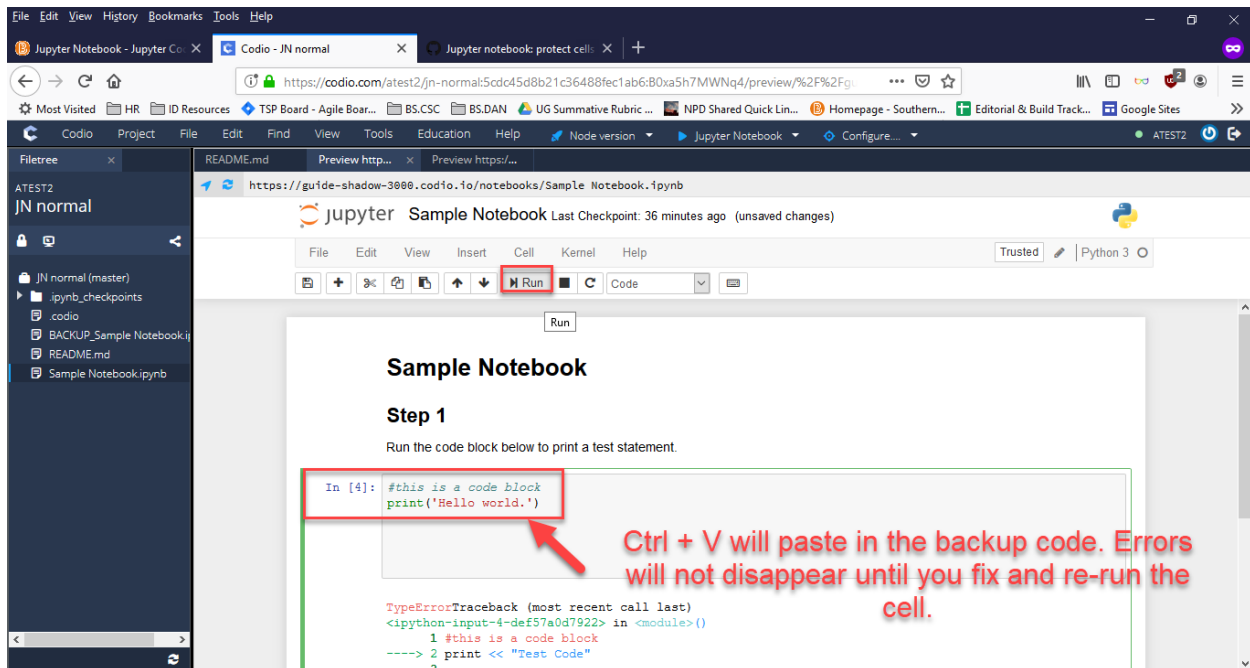 File Edit View History Bookmarks Tools Help
Jupyter Notebook - Jupyter Co
Codio - JN normal
Jupyter notebook: protect cells
https://codio.com/atest2/jn-normal:5cdc45d8b21c36488fec1ab6:B0xa5h7MWNq4/preview/%2F%2Fgu
Most Visited HR ID Resources TSP Board - Agile Boar... BS.CSC BS.DAN UG Summative Rubric ... NPD Shared Quick Lin... Homepage - Southern... Editorial & Build Track... Google Sites
Codio Project File Edit Find View Tools Education Help Node version Jupyter Notebook Configure.... ATEST2
Filetree README.md Preview http... Preview https:/...
https://guide-shadow-3000.codio.io/notebooks/Sample Notebook.ipynb
ATEST2
JN normal
JN normal (master)
.ipynb_checkpoints
.codio
BACKUP_Sample Notebook.i
README.md
Sample Notebook.ipynb
jupyter Sample Notebook Last Checkpoint: 36 minutes ago (unsaved changes)
File Edit View Insert Cell Kernel Help Trusted Python 3
Run Code
Run
Sample Notebook
Step 1
Run the code block below to print a test statement.
In [4]: #this is a code block
print('Hello world.')
Ctrl + V will paste in the backup code. Errors
will not disappear until you fix and re-run the
cell.
TypeErrorTraceback (most recent call last)
<ipython-input-4-def57a0d7922> in <module>()
1 #this is a code block
----> 2 print << "Test Code"